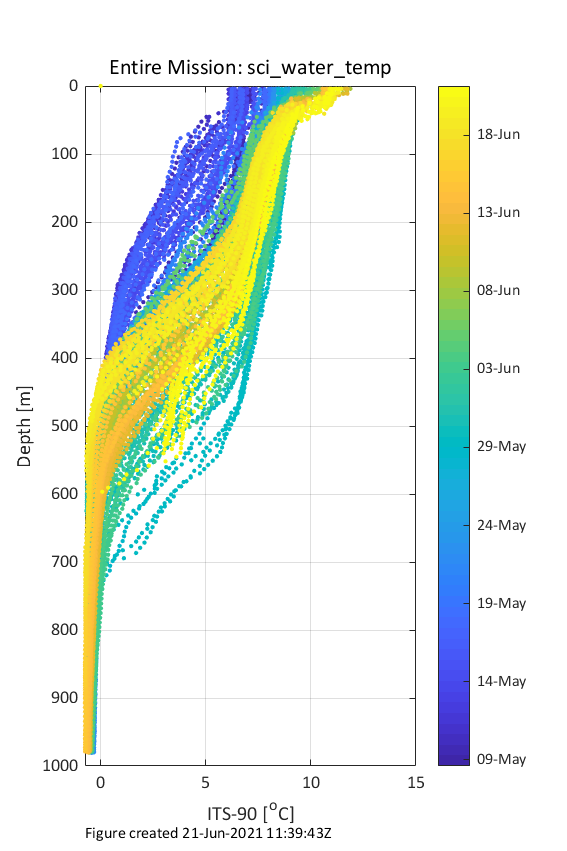 Entire Mission: sci_water_temp
0
100
200
300
400
500
600
700
800
900
1000
Depth [m]
0 5 10 15
ITS-90 [°C]
Figure created 21-Jun-2021 11:39:43Z
18-Jun
13-Jun
08-Jun
03-Jun
29-May
24-May
19-May
14-May
09-May